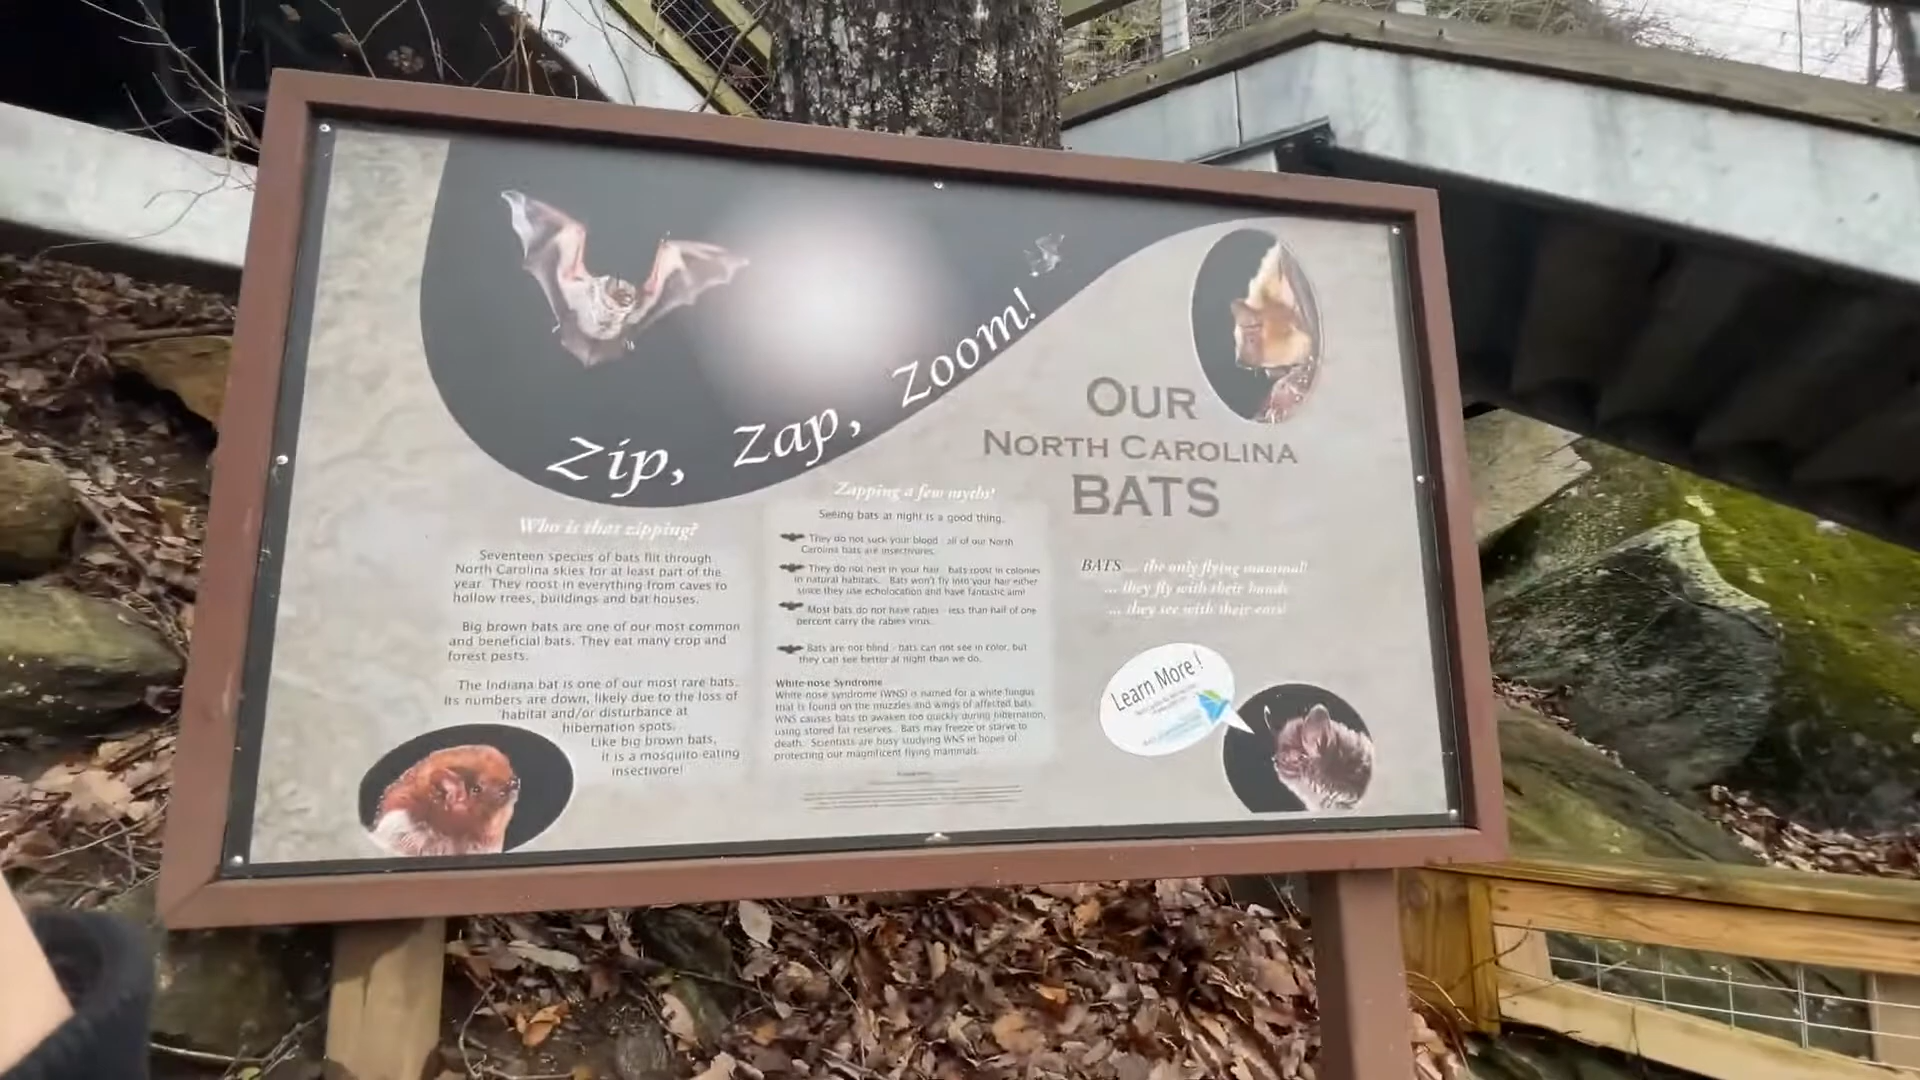 Zip, Zap, Zoom!
OUR
NORTH CAROLINA
BATS
Who is that zipping?
Seventeen species of bats flit through
North Carolina skies for at least part of the
year. They roost in everything from caves to
hollow trees, buildings and bat houses.
Big brown bats are one of our most common
and beneficial bats. They eat many crop and
forest pests.
The Indiana bat is one of our most rare bats.
Its numbers are down, likely due to the loss of
habitat and/or disturbance at
hibernation spots.
Like big brown bats,
it is a mosquito-eating
insectivore!
Zapping a few myths!
Seeing bats at night is a good thing.
They do not suck your blood - all of our North
Carolina bats are insectivores.
They do not nest in your hair - bats roost in colonies
in natural habitats. Bats won't fly into your hair either
since they use echolocation and have fantastic aim!
Most bats do not have rabies - less than half of one
percent carry the rabies virus.
Bats are not blind - bats can not see in color, but
they can see better at night than we do.
White-nose Syndrome
White-nose syndrome (WNS) is named for a white fungus
that is found on the muzzles and wings of affected bats.
WNS causes bats to awaken too quickly during hibernation,
using stored fat reserves. Bats may freeze or starve to
death. Scientists are busy studying WNS in hopes of
protecting our magnificent flying mammals.
BATS ... the only flying mammal!
... they fly with their hands
... they see with their ears!
Learn More!